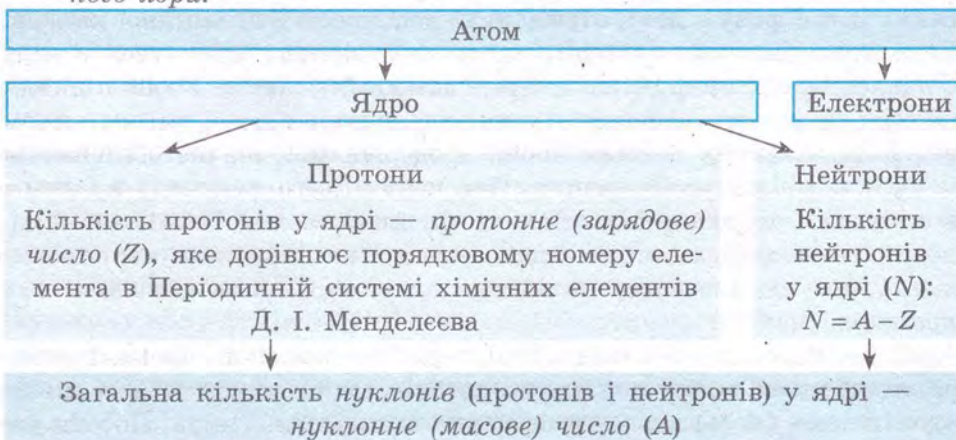 Атом
Ядро
Електрони
Протони
Кількість протонів у ядрі — протонне (зарядове)
число (Z), яке дорівнює порядковому номеру еле-
мента в Періодичній системі хімічних елементів
Д. І. Менделєєва
Нейтрони
Кількість
нейтронів
у ядрі (N):
N = A – Z
Загальна кількість нуклонів (протонів і нейтронів) у ядрі —
нуклонне (масове) число (A)